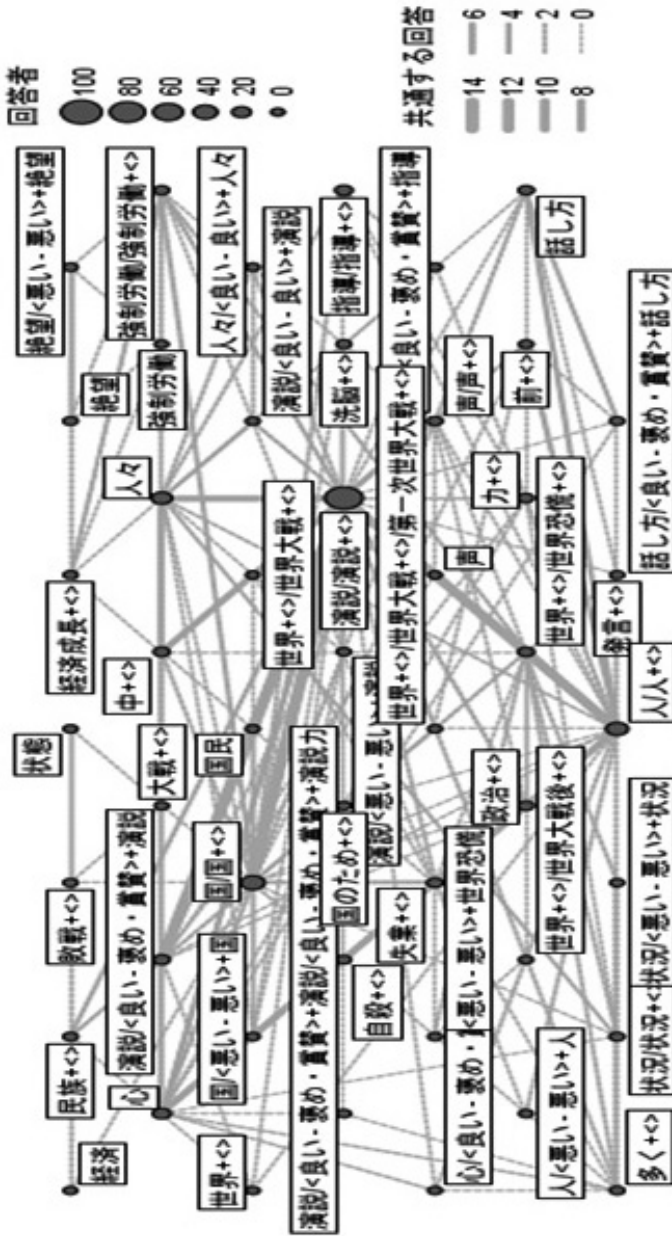 回答者
100
80
60
40
20
0
共通する回答
14
12
10
8
6
4
2
0
状態
絶望/<悪い - 悪い>+絶望
民族+<>
敗戦+<>
経済成長+<>
絶望
経済
強制労働/強制労働+<>
演説/<良い - 褒め・賞賛>+演説
大戦+<>
中+<>
人々
強制労働
心
人々/<良い - 良い>+人々
国民
国/<悪い - 悪い>+国
国/国+<>
世界+<>/世界大戦+<>
演説/<良い - 良い>+演説
世界+<>
演説/<良い - 褒め・賞賛>+演説/<良い - 褒め・賞賛>+演説力
国のため+<>
演説/演説+<>
洗脳+<>
指導/指導+<>
自殺+<>
失業+<>
世界+<>/世界大戦+<>/第一次世界大戦+<>
<良い - 褒め・賞賛>+指導
声
声/声+<>
心/<良い - 褒め・
<悪い - 悪い>+世界恐慌
政治+<>
力+<>
前+<>
話し方
人/<悪い - 悪い>+人
世界+<>/世界大戦後+<>
世界+<>/世界恐慌+<>
発言+<>
多く+<>
状況/状況+<>
状況/<悪い - 悪い>+状況
人/人+<>
話し方/<良い - 褒め・賞賛>+話し方